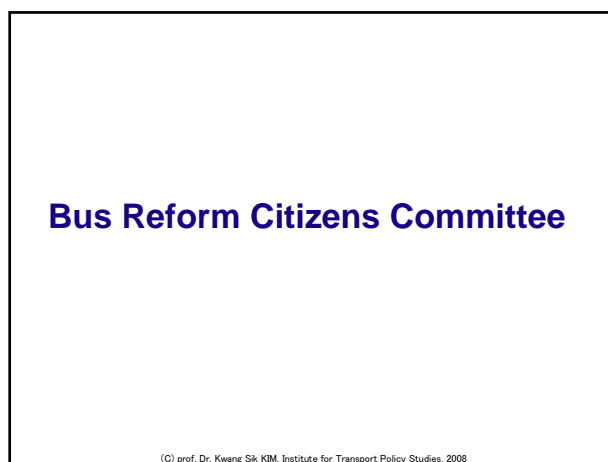 Bus Reform Citizens Committee
(C) prof. Dr. Kwang Sik KIM, Institute for Transport Policy Studies, 2008